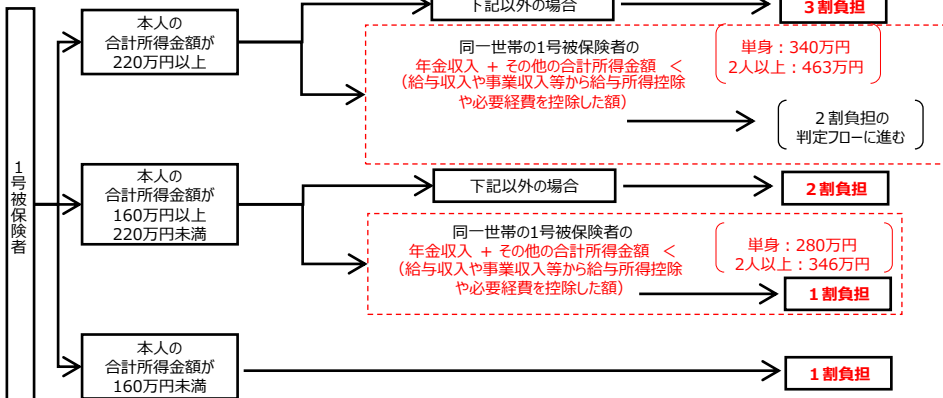 1号被保険者
本人の
合計所得金額が
220万円以上
下記以外の場合
3割負担
同一世帯の1号被保険者の
年金収入 + その他の合計所得金額 <
(給与収入や事業収入等から給与所得控除
や必要経費を控除した額)
単身:340万円
2人以上:463万円
2割負担の
判定フローに進む
本人の
合計所得金額が
160万円以上
220万円未満
下記以外の場合
2割負担
同一世帯の1号被保険者の
年金収入 + その他の合計所得金額 <
(給与収入や事業収入等から給与所得控除
や必要経費を控除した額)
単身:280万円
2人以上:346万円
1割負担
本人の
合計所得金額が
160万円未満
1割負担